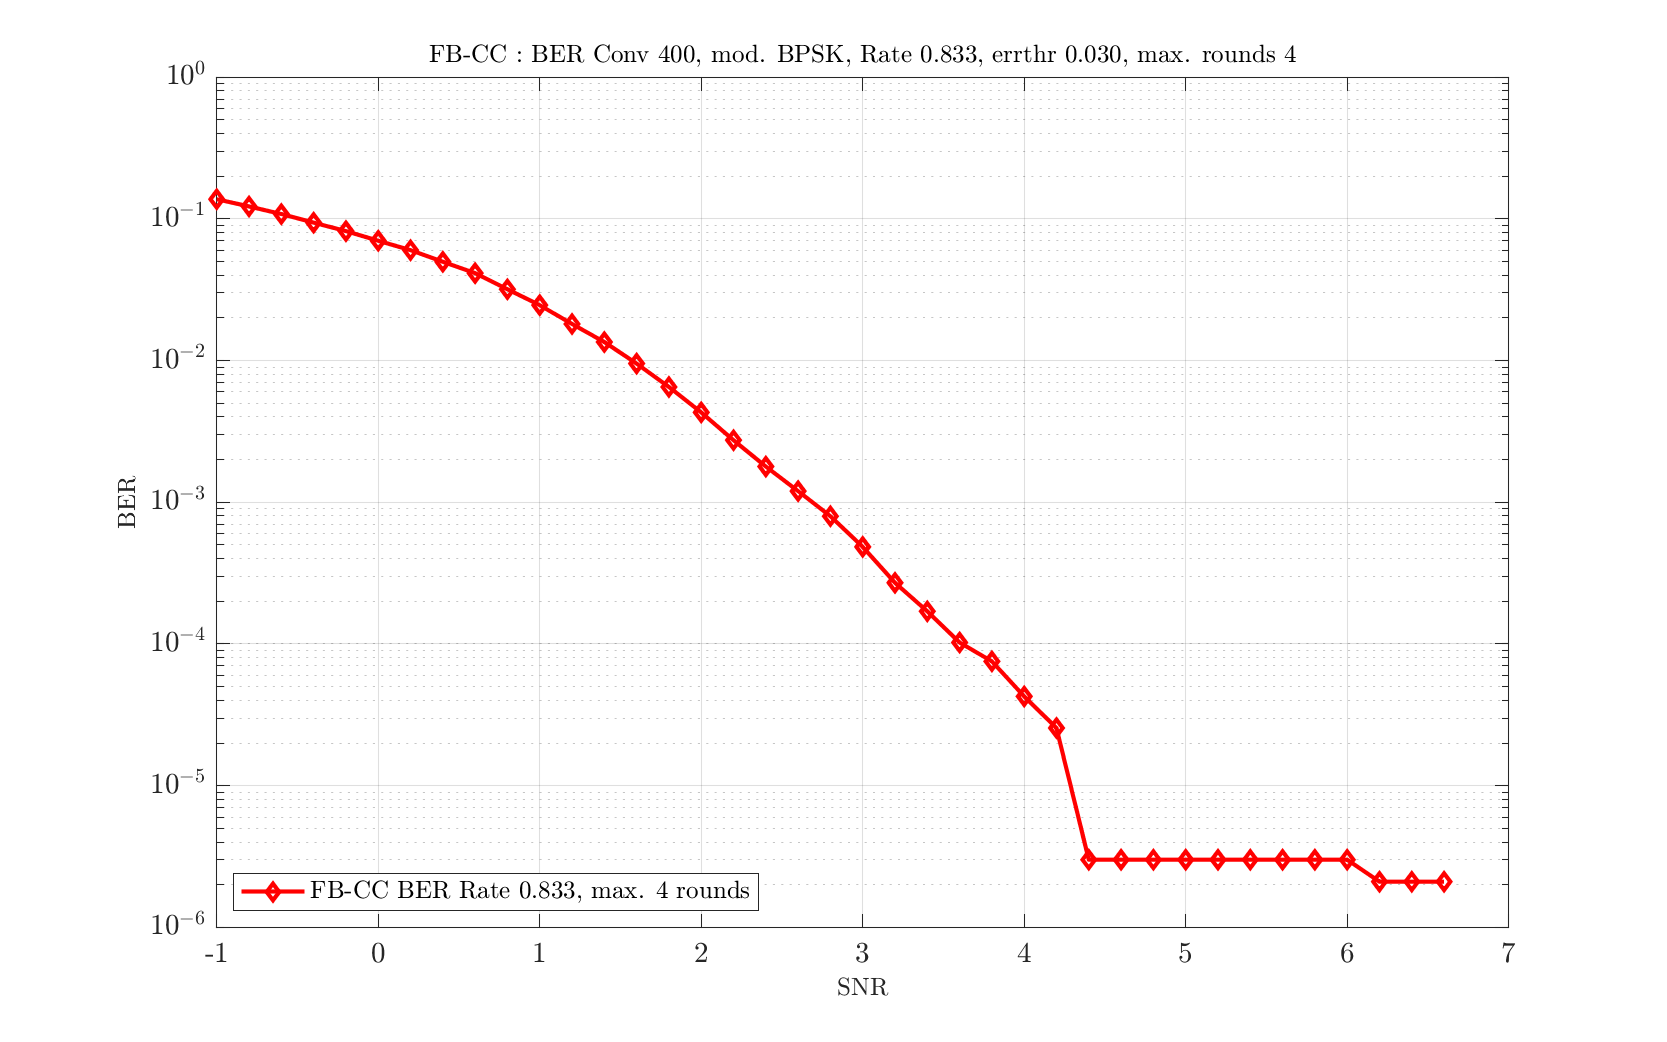 FB-CC : BER Conv 400, mod. BPSK, Rate 0.833, errthr 0.030, max. rounds 4
10^0
10^-1
10^-2
10^-3
10^-4
10^-5
10^-6
BER
FB-CC BER Rate 0.833, max. 4 rounds
-1 0 1 2 3 4 5 6 7
SNR